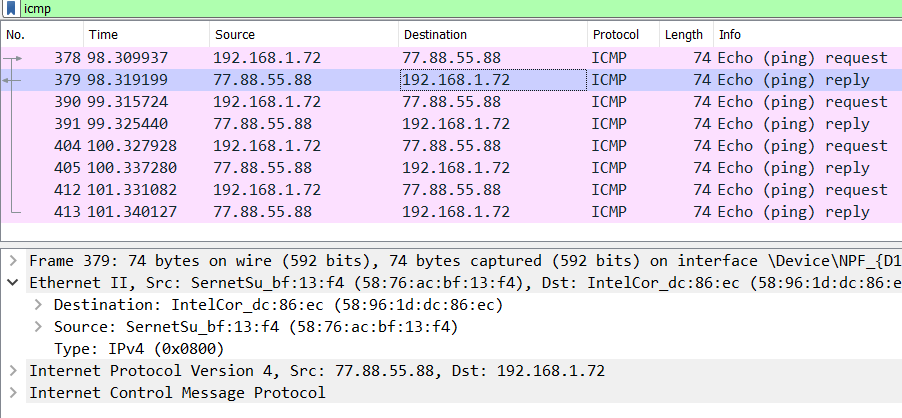 icmp
No. Time Source Destination Protocol Length Info
378 98.309937 192.168.1.72 77.88.55.88 ICMP 74 Echo (ping) request
379 98.319199 77.88.55.88 192.168.1.72 ICMP 74 Echo (ping) reply
390 99.315724 192.168.1.72 77.88.55.88 ICMP 74 Echo (ping) request
391 99.325440 77.88.55.88 192.168.1.72 ICMP 74 Echo (ping) reply
404 100.327928 192.168.1.72 77.88.55.88 ICMP 74 Echo (ping) request
405 100.337280 77.88.55.88 192.168.1.72 ICMP 74 Echo (ping) reply
412 101.331082 192.168.1.72 77.88.55.88 ICMP 74 Echo (ping) request
413 101.340127 77.88.55.88 192.168.1.72 ICMP 74 Echo (ping) reply
Frame 379: 74 bytes on wire (592 bits), 74 bytes captured (592 bits) on interface \Device\NPF_{D1
Ethernet II, Src: SernetSu_bf:13:f4 (58:76:ac:bf:13:f4), Dst: IntelCor_dc:86:ec (58:96:1d:dc:86:e
Destination: IntelCor_dc:86:ec (58:96:1d:dc:86:ec)
Source: SernetSu_bf:13:f4 (58:76:ac:bf:13:f4)
Type: IPv4 (0x0800)
Internet Protocol Version 4, Src: 77.88.55.88, Dst: 192.168.1.72
Internet Control Message Protocol